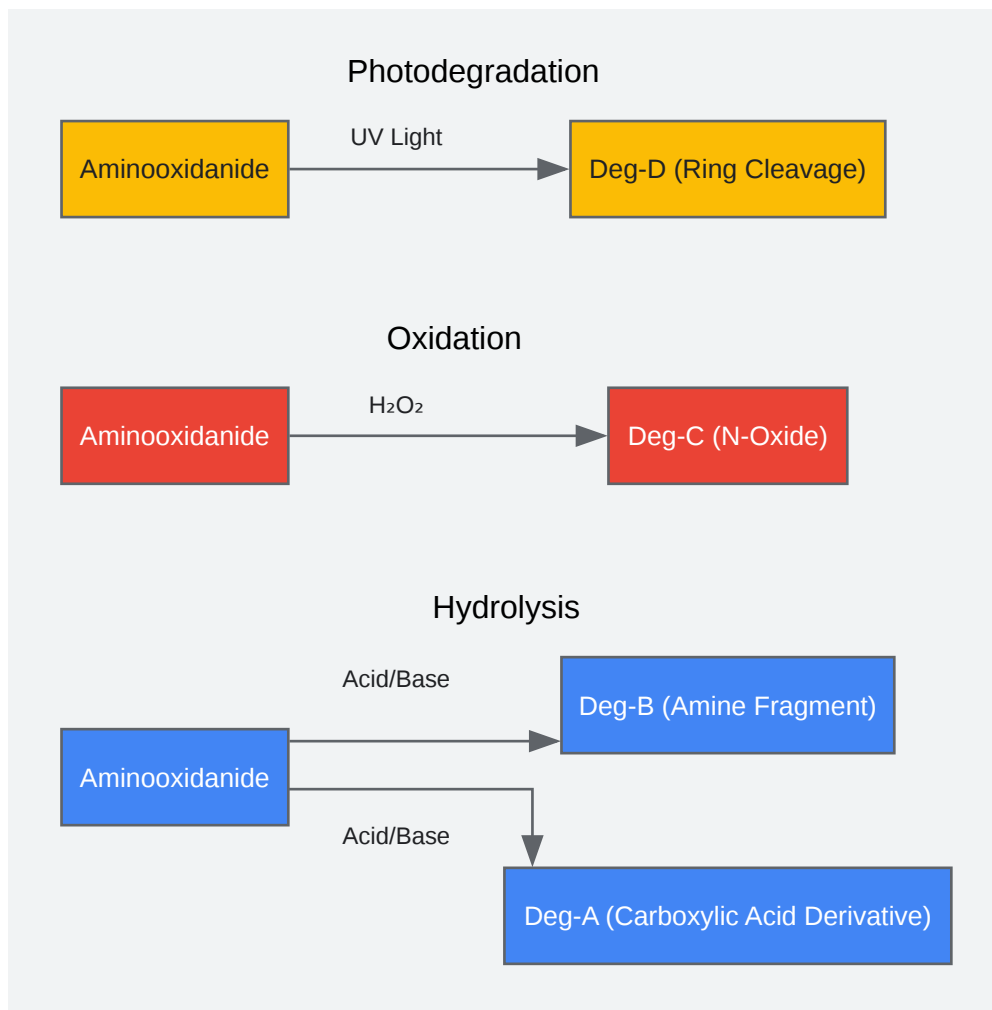 Photodegradation
UV Light
Aminooxidanide
Deg-D (Ring Cleavage)
Oxidation
H₂O₂
Aminooxidanide
Deg-C (N-Oxide)
Hydrolysis
Acid/Base
Deg-B (Amine Fragment)
Aminooxidanide
Acid/Base
Deg-A (Carboxylic Acid Derivative)